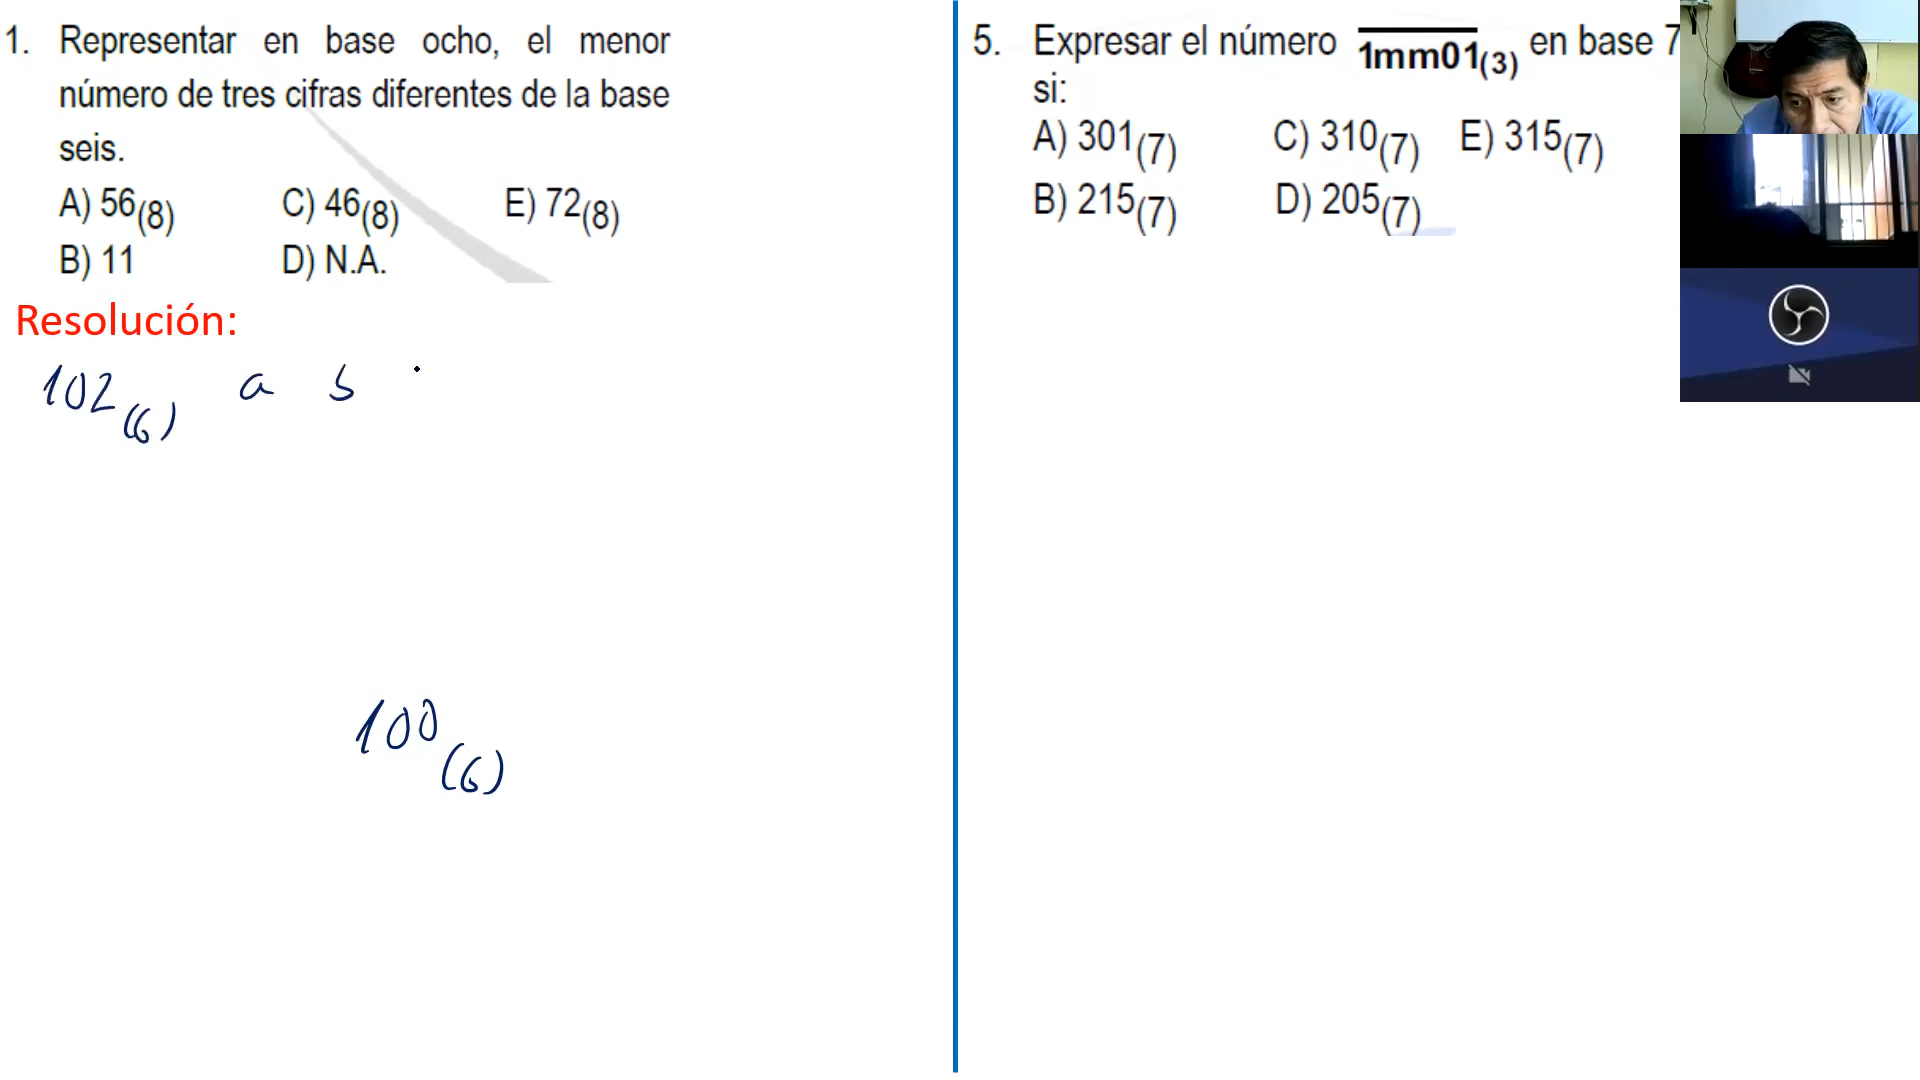 1. Representar en base ocho, el menor
número de tres cifras diferentes de la base
seis.
A) 56(8) C) 46(8) E) 72(8)
B) 11 D) N.A.
Resolución:
102(6) a b
100(6)
5. Expresar el número 1mm01(3) en base 7
si:
A) 301(7) C) 310(7) E) 315(7)
B) 215(7) D) 205(7)